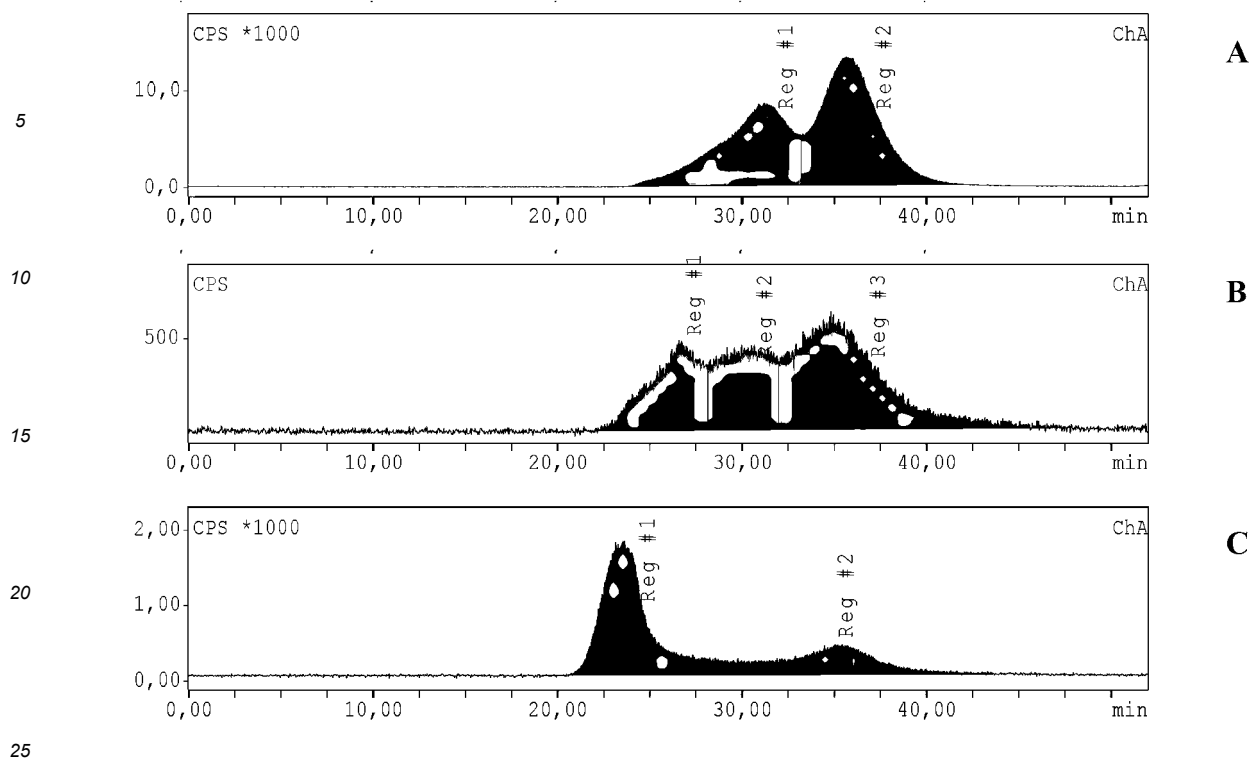 CPS *1000 Reg #1 Reg #2 ChA A
10,0
5
0,0
0,00 10,00 20,00 30,00 40,00 min
10
CPS Reg #1 Reg #2 Reg #3 ChA B
500
15
0,00 10,00 20,00 30,00 40,00 min
2,00 CPS *1000 Reg #1 Reg #2 ChA C
20
1,00
0,00
0,00 10,00 20,00 30,00 40,00 min
25